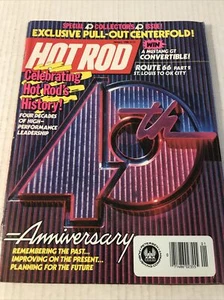 SPECIAL 40 COLLECTOR'S ISSUE!
EXCLUSIVE PULL-OUT CENTERFOLD!
HOT ROD
WIN
A MUSTANG GT
CONVERTIBLE!
ROUTE 66 PART II
ST. LOUIS TO OK CITY
Celebrating
Hot Rod's
History!
FOUR DECADES
OF HIGH-
PERFORMANCE
LEADERSHIP
40th
Anniversary
REMEMBERING THE PAST...
IMPROVING ON THE PRESENT...
PLANNING FOR THE FUTURE